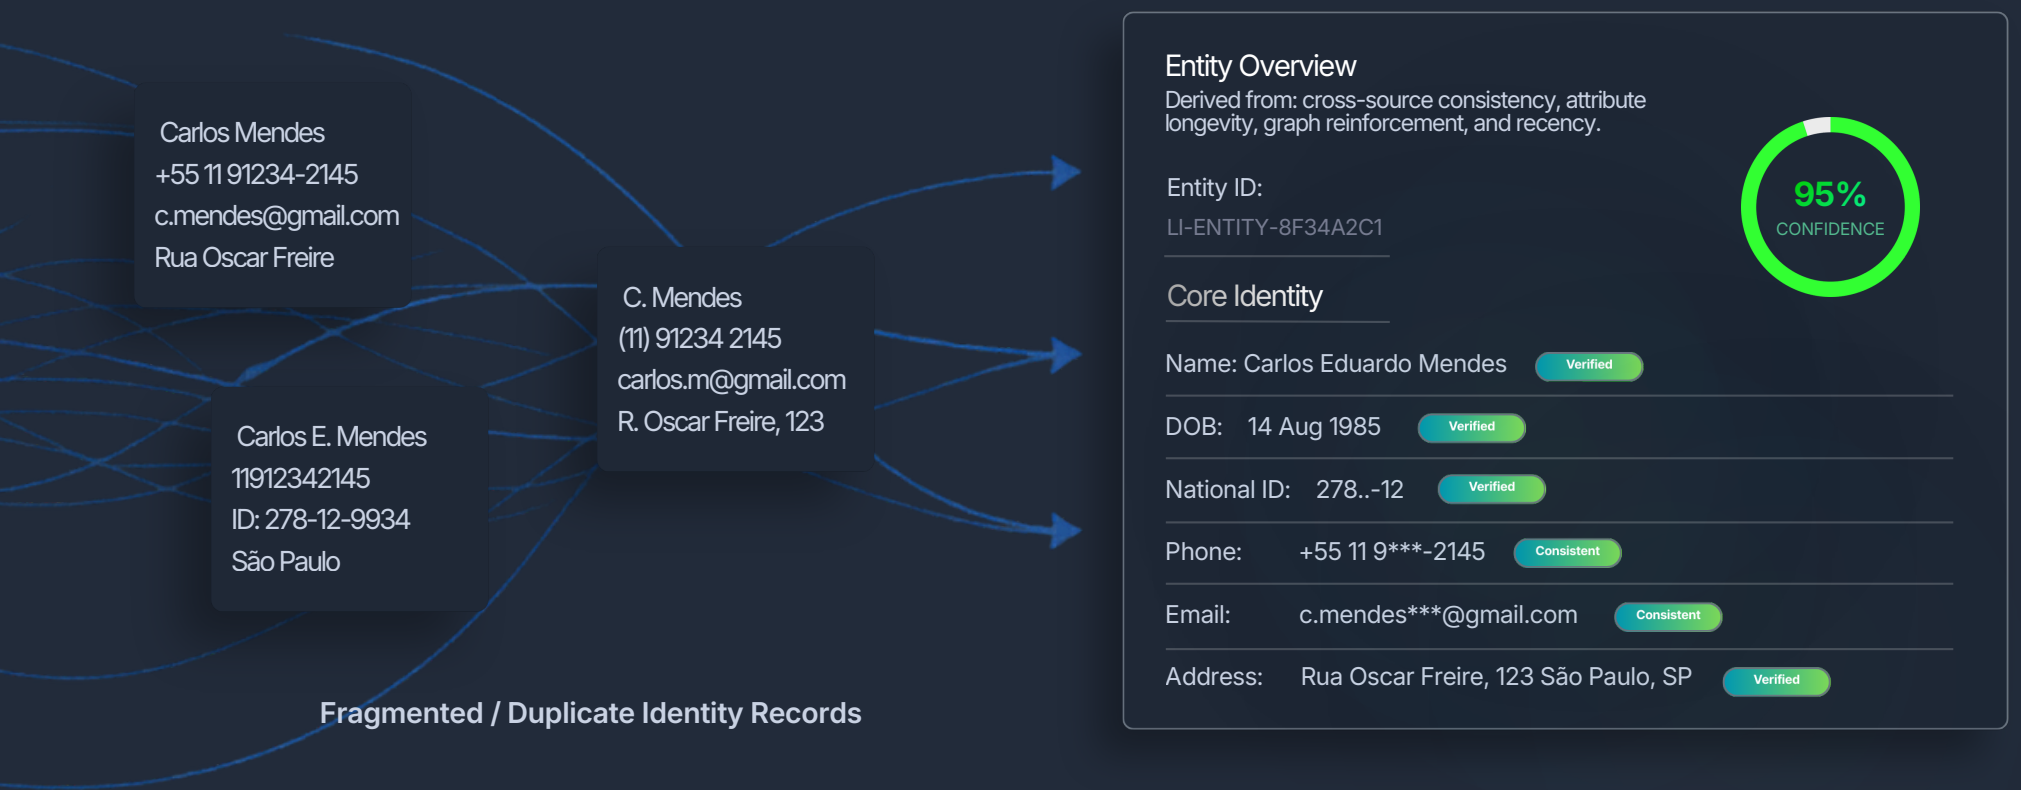 Carlos Mendes
+55 11 91234-2145
c.mendes@gmail.com
Rua Oscar Freire
Carlos E. Mendes
11912342145
ID: 278-12-9934
São Paulo
C. Mendes
(11) 91234 2145
carlos.m@gmail.com
R. Oscar Freire, 123
Fragmented / Duplicate Identity Records
Entity Overview
Derived from: cross-source consistency, attribute
longevity, graph reinforcement, and recency.
Entity ID:
LI-ENTITY-8F34A2C1
95%
CONFIDENCE
Core Identity
Name: Carlos Eduardo Mendes Verified
DOB: 14 Aug 1985 Verified
National ID: 278..-12 Verified
Phone: +55 11 9***-2145 Consistent
Email: c.mendes***@gmail.com Consistent
Address: Rua Oscar Freire, 123 São Paulo, SP Verified